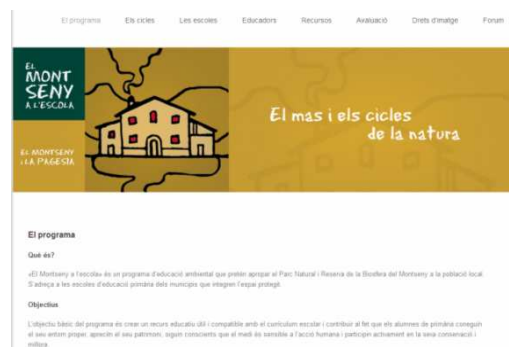 El programa Els cicles Les escoles Educadors Recursos Avaluació Drets d'imatge Forum
EL
MONT
SENY
A L'ESCOLA
EL MONTSENY
I LA PAGESIA
El mas i els cicles
de la natura
El programa
Què és?
«El Montseny a l'escola» és un programa d'educació ambiental que pretén apropar el Parc Natural i Reserva de la Biosfera del Montseny a la població local.
S'adreça a les escoles d'educació primària dels municipis que integren l'espai protegit.
Objectius
L'objectiu bàsic del programa és crear un recurs educatiu útil i compatible amb el currículum escolar i contribuir al fet que els alumnes de primària coneguin
el seu entorn proper, apreciïn el seu patrimoni, siguin conscients que el medi és sensible a l'acció humana i participin activament en la seva conservació i
millora.